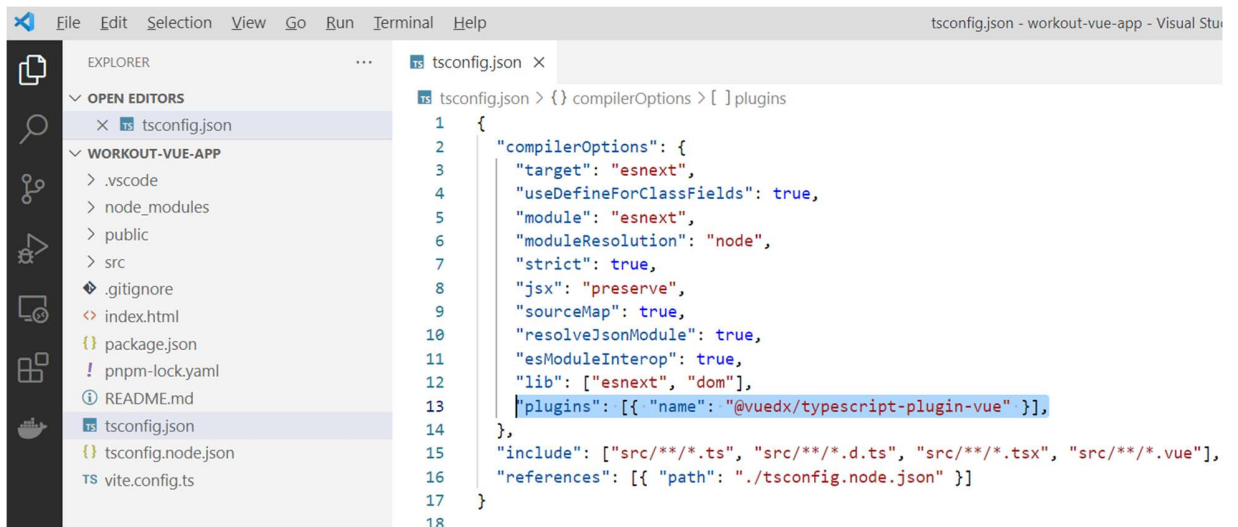 File Edit Selection View Go Run Terminal Help
tsconfig.json - workout-vue-app - Visual Stu
EXPLORER ...
OPEN EDITORS
TS tsconfig.json
WORKOUT-VUE-APP
.vscode
node_modules
public
src
.gitignore
<> index.html
{} package.json
! pnpm-lock.yaml
README.md
TS tsconfig.json
{} tsconfig.node.json
TS vite.config.ts
TS tsconfig.json
TS tsconfig.json > {} compilerOptions > [ ] plugins
1 {
2 "compilerOptions": {
3 "target": "esnext",
4 "useDefineForClassFields": true,
5 "module": "esnext",
6 "moduleResolution": "node",
7 "strict": true,
8 "jsx": "preserve",
9 "sourceMap": true,
10 "resolveJsonModule": true,
11 "esModuleInterop": true,
12 "lib": ["esnext", "dom"],
13 "plugins": [{ "name": "@vuedx/typescript-plugin-vue" }],
14 },
15 "include": ["src/**/*.ts", "src/**/*.d.ts", "src/**/*.tsx", "src/**/*.vue"],
16 "references": [{ "path": "./tsconfig.node.json" }]
17 }
18